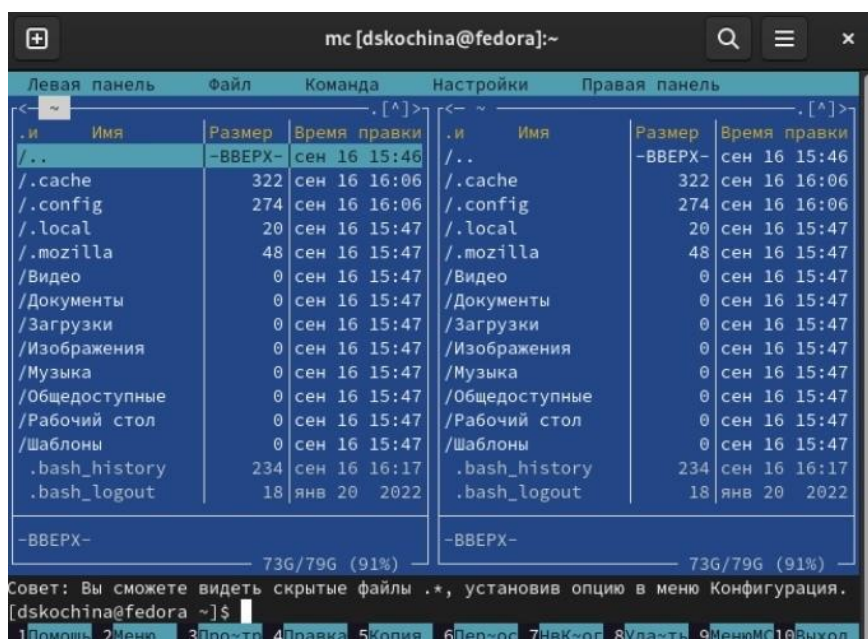 mc [dskochina@fedora]:~
Левая панель Файл Команда Настройки Правая панель
<- ~ .[^]> <- ~ .[^]>
.и Имя Размер Время правки .и Имя Размер Время правки
/.. -ВВЕРХ- сен 16 15:46 /.. -ВВЕРХ- сен 16 15:46
/.cache 322 сен 16 16:06 /.cache 322 сен 16 16:06
/.config 274 сен 16 16:06 /.config 274 сен 16 16:06
/.local 20 сен 16 15:47 /.local 20 сен 16 15:47
/.mozilla 48 сен 16 15:47 /.mozilla 48 сен 16 15:47
/Видео 0 сен 16 15:47 /Видео 0 сен 16 15:47
/Документы 0 сен 16 15:47 /Документы 0 сен 16 15:47
/Загрузки 0 сен 16 15:47 /Загрузки 0 сен 16 15:47
/Изображения 0 сен 16 15:47 /Изображения 0 сен 16 15:47
/Музыка 0 сен 16 15:47 /Музыка 0 сен 16 15:47
/Общедоступные 0 сен 16 15:47 /Общедоступные 0 сен 16 15:47
/Рабочий стол 0 сен 16 15:47 /Рабочий стол 0 сен 16 15:47
/Шаблоны 0 сен 16 15:47 /Шаблоны 0 сен 16 15:47
.bash_history 234 сен 16 16:17 .bash_history 234 сен 16 16:17
.bash_logout 18 янв 20 2022 .bash_logout 18 янв 20 2022
-ВВЕРХ- -ВВЕРХ-
73G/79G (91%) 73G/79G (91%)
Совет: Вы сможете видеть скрытые файлы .*, установив опцию в меню Конфигурация.
[dskochina@fedora ~]$
1Помощь 2Меню 3Про~тр 4Правка 5Копия 6Пер~ос 7НвК~ог 8Уда~ть 9МенюМС 10Выход